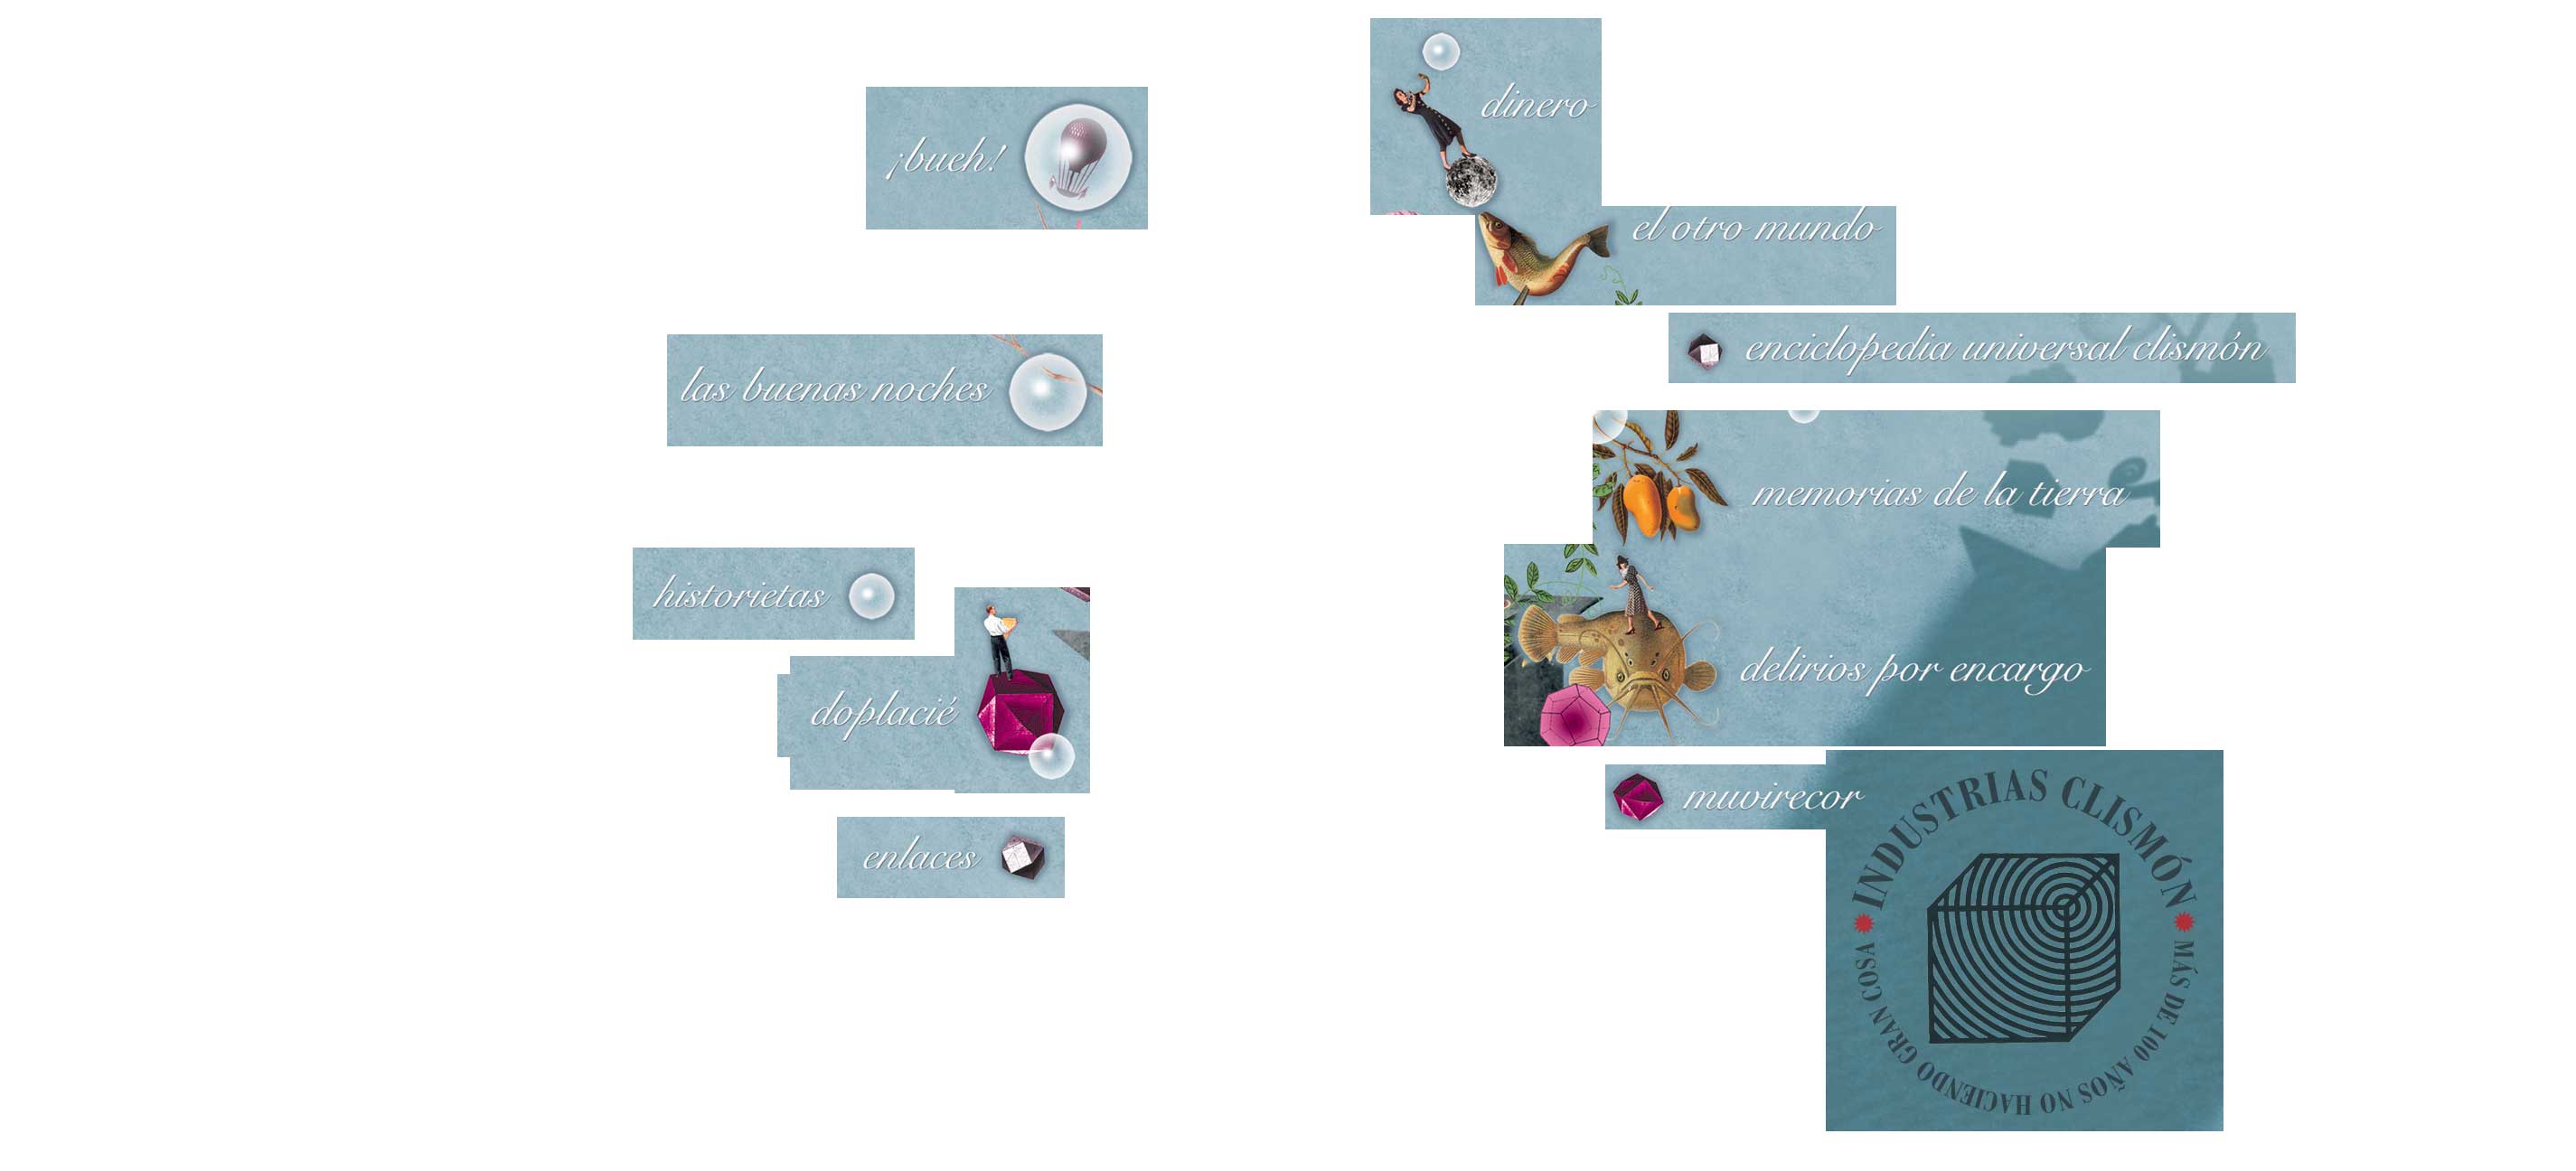 ¡bueh!
las buenas noches
historietas
doplacié
enlaces
dinero
el otro mundo
enciclopedia universal clismón
memorias de la tierra
delirios por encargo
muvirecor
INDUSTRIAS CLISMÓN
MÁS DE 100 AÑOS NO HACIENDO GRAN COSA